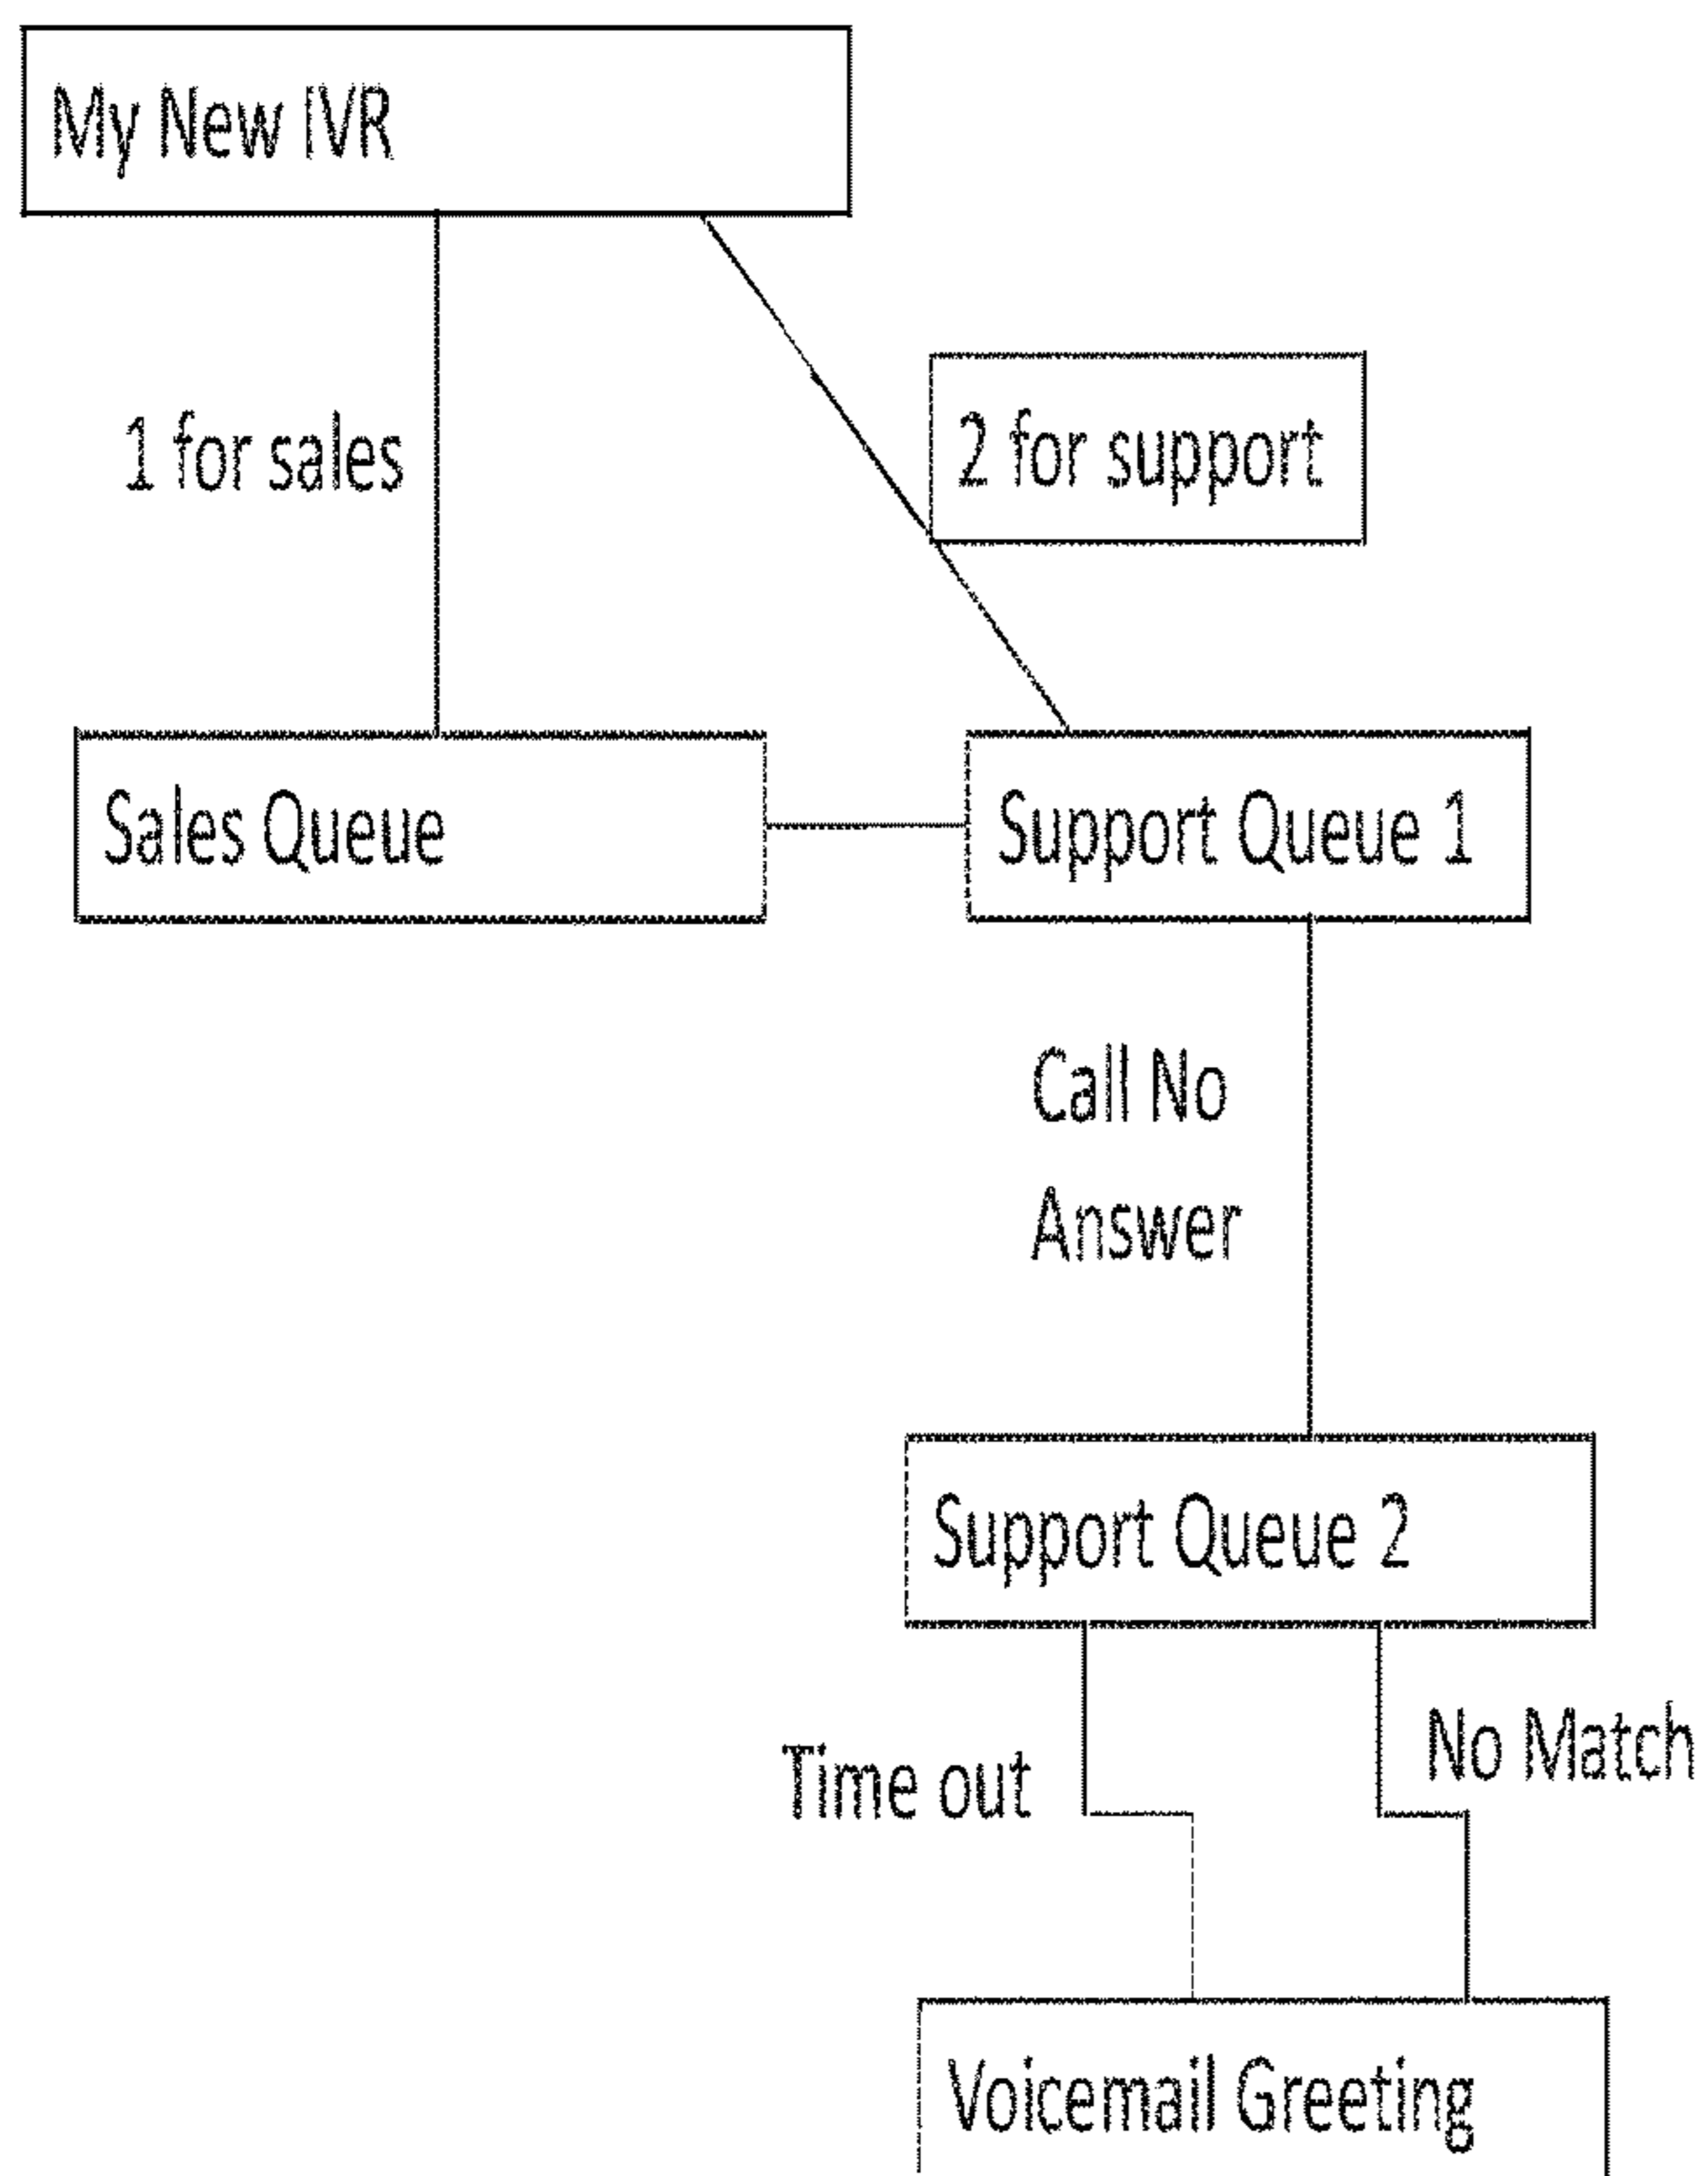 My New IVR
1 for sales
2 for support
Sales Queue
Support Queue 1
Call No
Answer
Support Queue 2
Time out
No Match
Voicemail Greeting